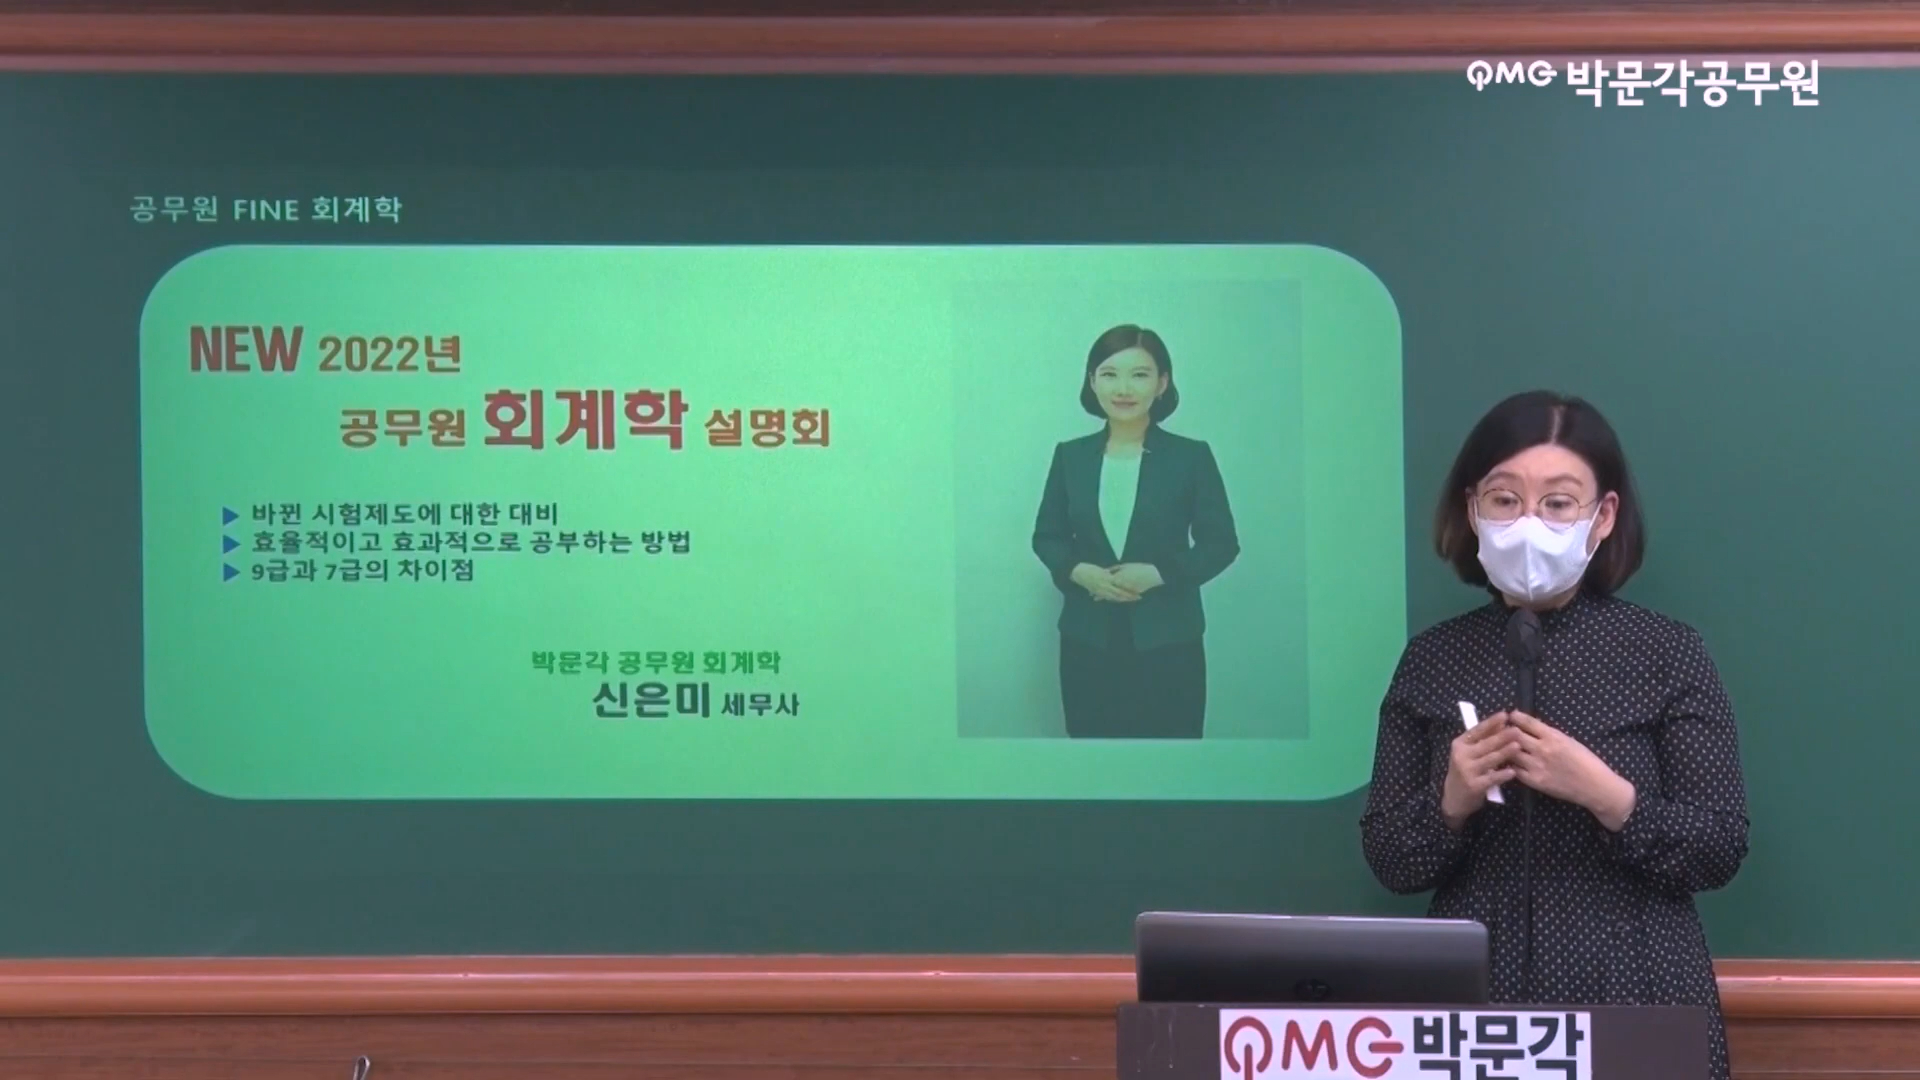 PMG 박문각공무원
공무원 FINE 회계학
NEW 2022년
공무원 회계학 설명회
▶ 바뀐 시험제도에 대한 대비
▶ 효율적이고 효과적으로 공부하는 방법
▶ 9급과 7급의 차이점
박문각 공무원 회계학
신은미 세무사
hp
PMG 박문각